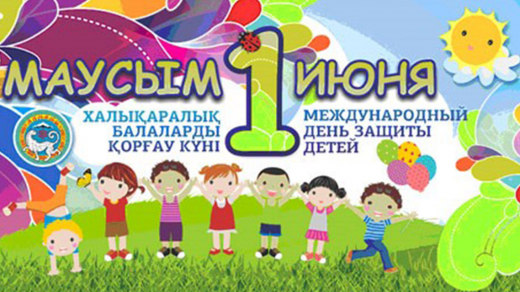 МАУСЫМ 1 ИЮНЯ
ХАЛЫҚАРАЛЫҚ
БАЛАЛАРДЫ
ҚОРҒАУ КҮНІ
МЕЖДУНАРОДНЫЙ
ДЕНЬ ЗАЩИТЫ
ДЕТЕЙ